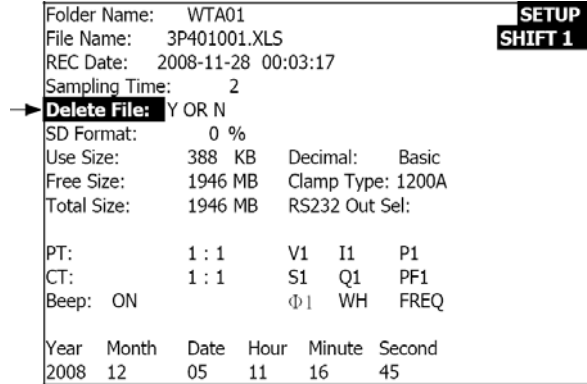 Folder Name: WTA01 SETUP
File Name: 3P401001.XLS SHIFT 1
REC Date: 2008-11-28 00:03:17
Sampling Time: 2
Delete File: Y OR N
SD Format: 0 %
Use Size: 388 KB Decimal: Basic
Free Size: 1946 MB Clamp Type: 1200A
Total Size: 1946 MB RS232 Out Sel:
PT: 1 : 1 V1 I1 P1
CT: 1 : 1 S1 Q1 PF1
Beep: ON Φ1 WH FREQ
Year Month Date Hour Minute Second
2008 12 05 11 16 45